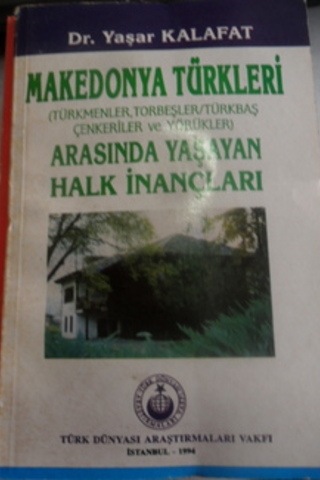 Dr. Yaşar KALAFAT
MAKEDONYA TÜRKLERİ
(TÜRKMENLER, TORBEŞLER/TÜRKBAŞ
ÇENKERİLER ve YÖRÜKLER)
ARASINDA YAŞAYAN
HALK İNANÇLARI
TÜRK DÜNYASI ARAŞTIRMALARI VAKFI
İSTANBUL - 1994